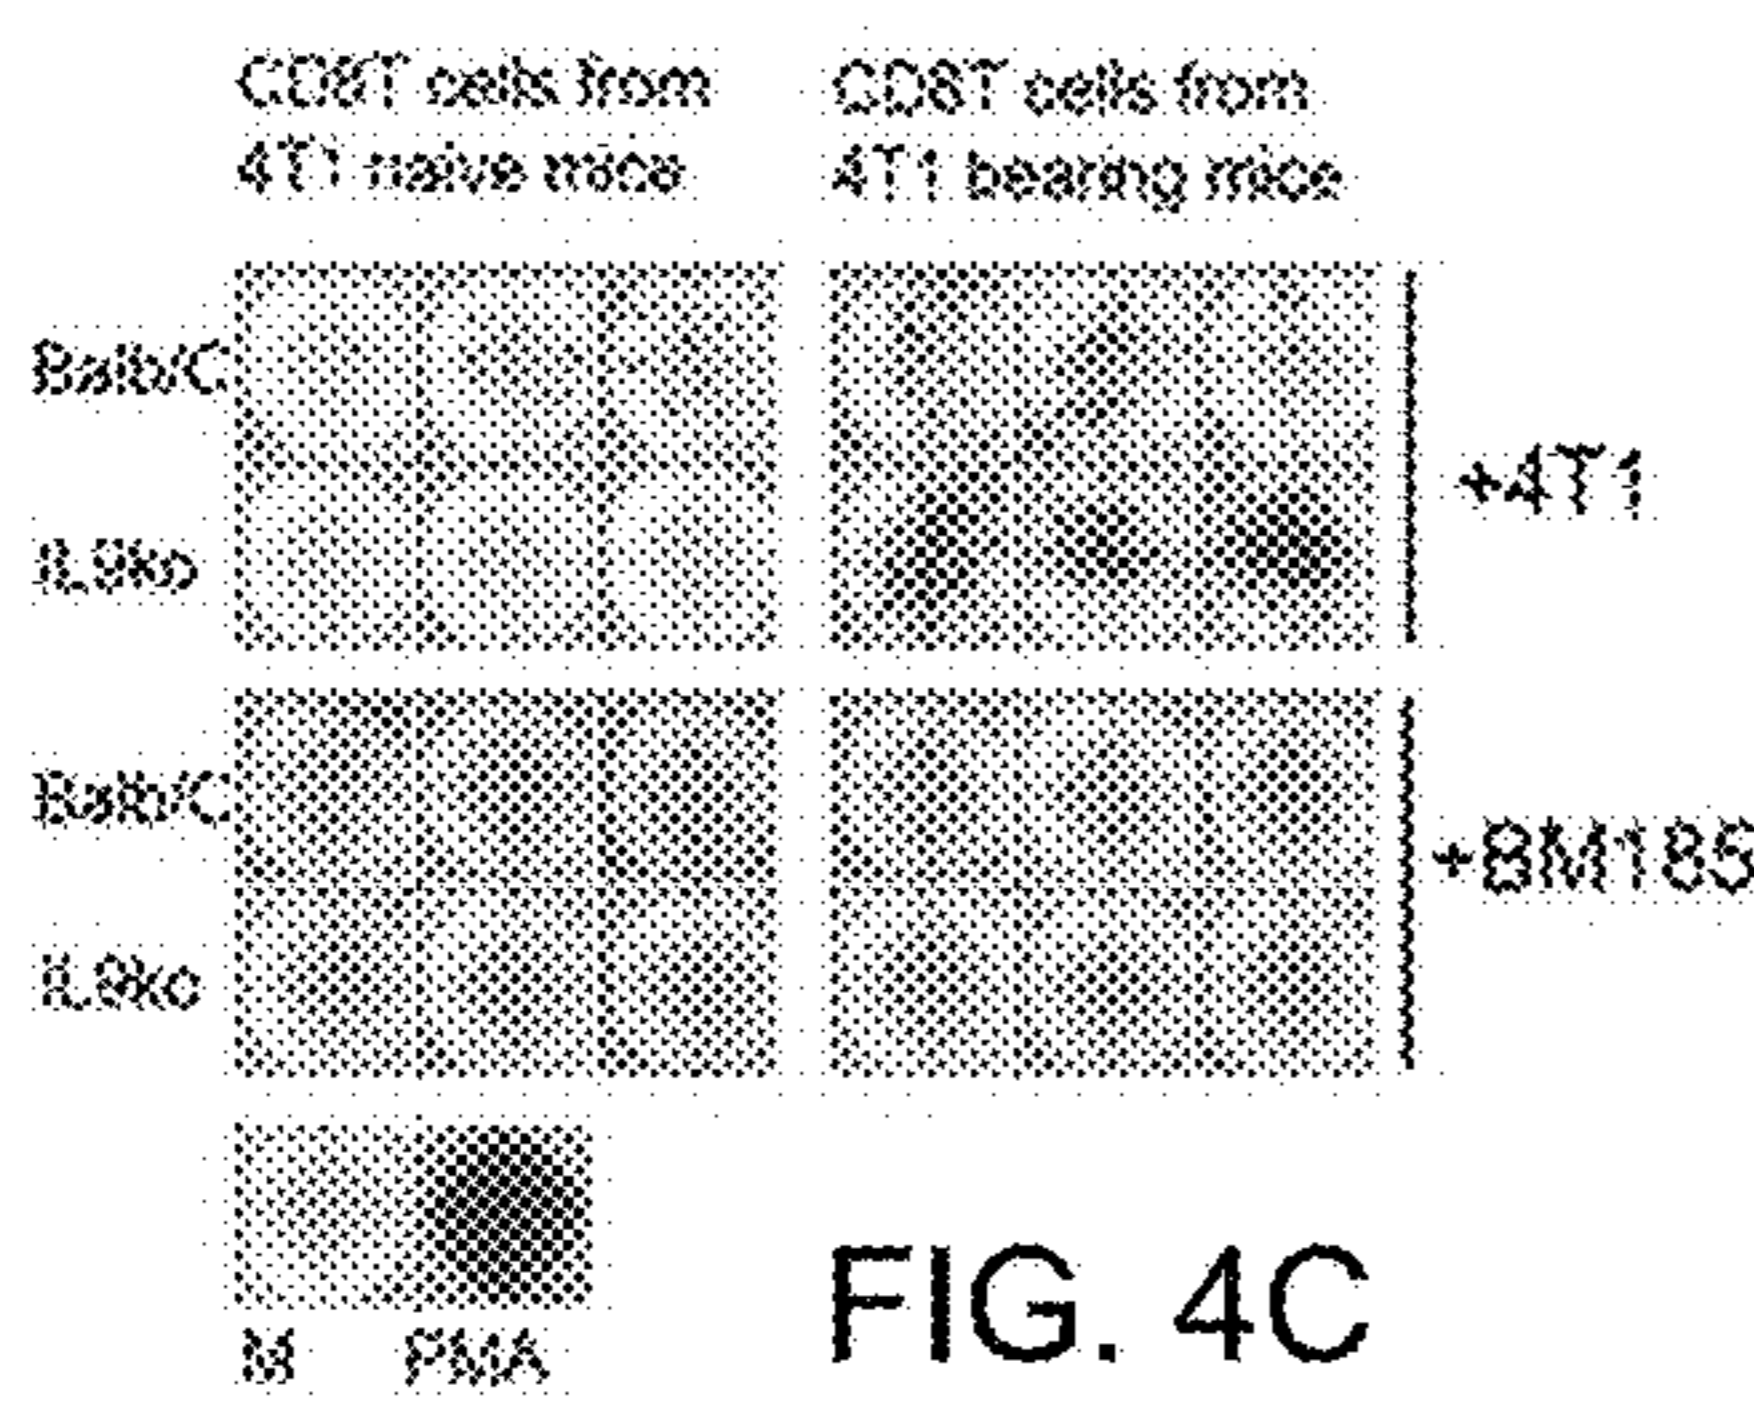 CD8T cells from
4T1 naive mice
CD8T cells from
4T1 bearing mice
Balb/C
IL9ko
+4T1
Balb/C
IL9ko
+BM185
M PMA
FIG. 4C